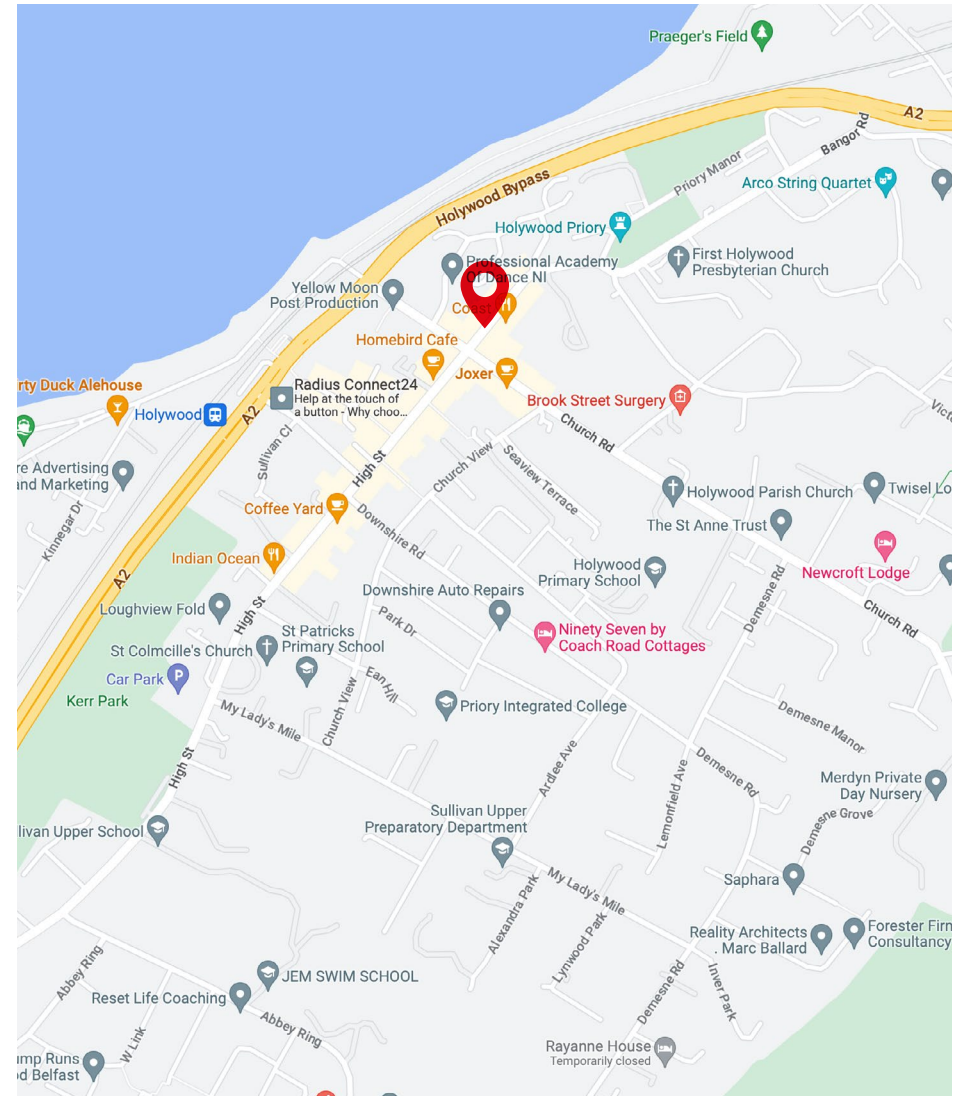 Praeger's Field
A2
Bangor Rd
Priory Manor
Arco String Quartet
Holywood Bypass
Holywood Priory
First Holywood
Presbyterian Church
Professional Academy
Of Dance NI
Yellow Moon
Post Production
Coast
Homebird Cafe
Joxer
rty Duck Alehouse
Radius Connect24
Help at the touch of
a button - Why choo...
Brook Street Surgery
Holywood
A2
Church Rd
Sullivan Cl
High St
Church View
Seaview Terrace
re Advertising
and Marketing
Holywood Parish Church
Twisel Lo
Coffee Yard
The St Anne Trust
Kinnegar Dr
Downshire Rd
Indian Ocean
A2
Holywood
Primary School
Newcroft Lodge
Downshire Auto Repairs
Demesne Rd
Loughview Fold
High St
Park Dr
Church Rd
St Colmcille's Church
St Patricks
Primary School
Ninety Seven by
Coach Road Cottages
Car Park
P
Kerr Park
Ean Hill
Priory Integrated College
My Lady's Mile
Church View
Demesne Manor
High St
Ardlee Ave
Demesne Rd
Merdyn Private
Day Nursery
Lemonfield Ave
Demesne Grove
Sullivan Upper
Preparatory Department
llivan Upper School
Saphara
My Lady's Mile
Alexandra Park
Lynwood Park
Reality Architects
. Marc Ballard
Forester Firn
Consultancy
Abbey Ring
JEM SWIM SCHOOL
Reset Life Coaching
Demesne Rd
Inver Park
Abbey Ring
W Link
Rayanne House
Temporarily closed
ump Runs
d Belfast